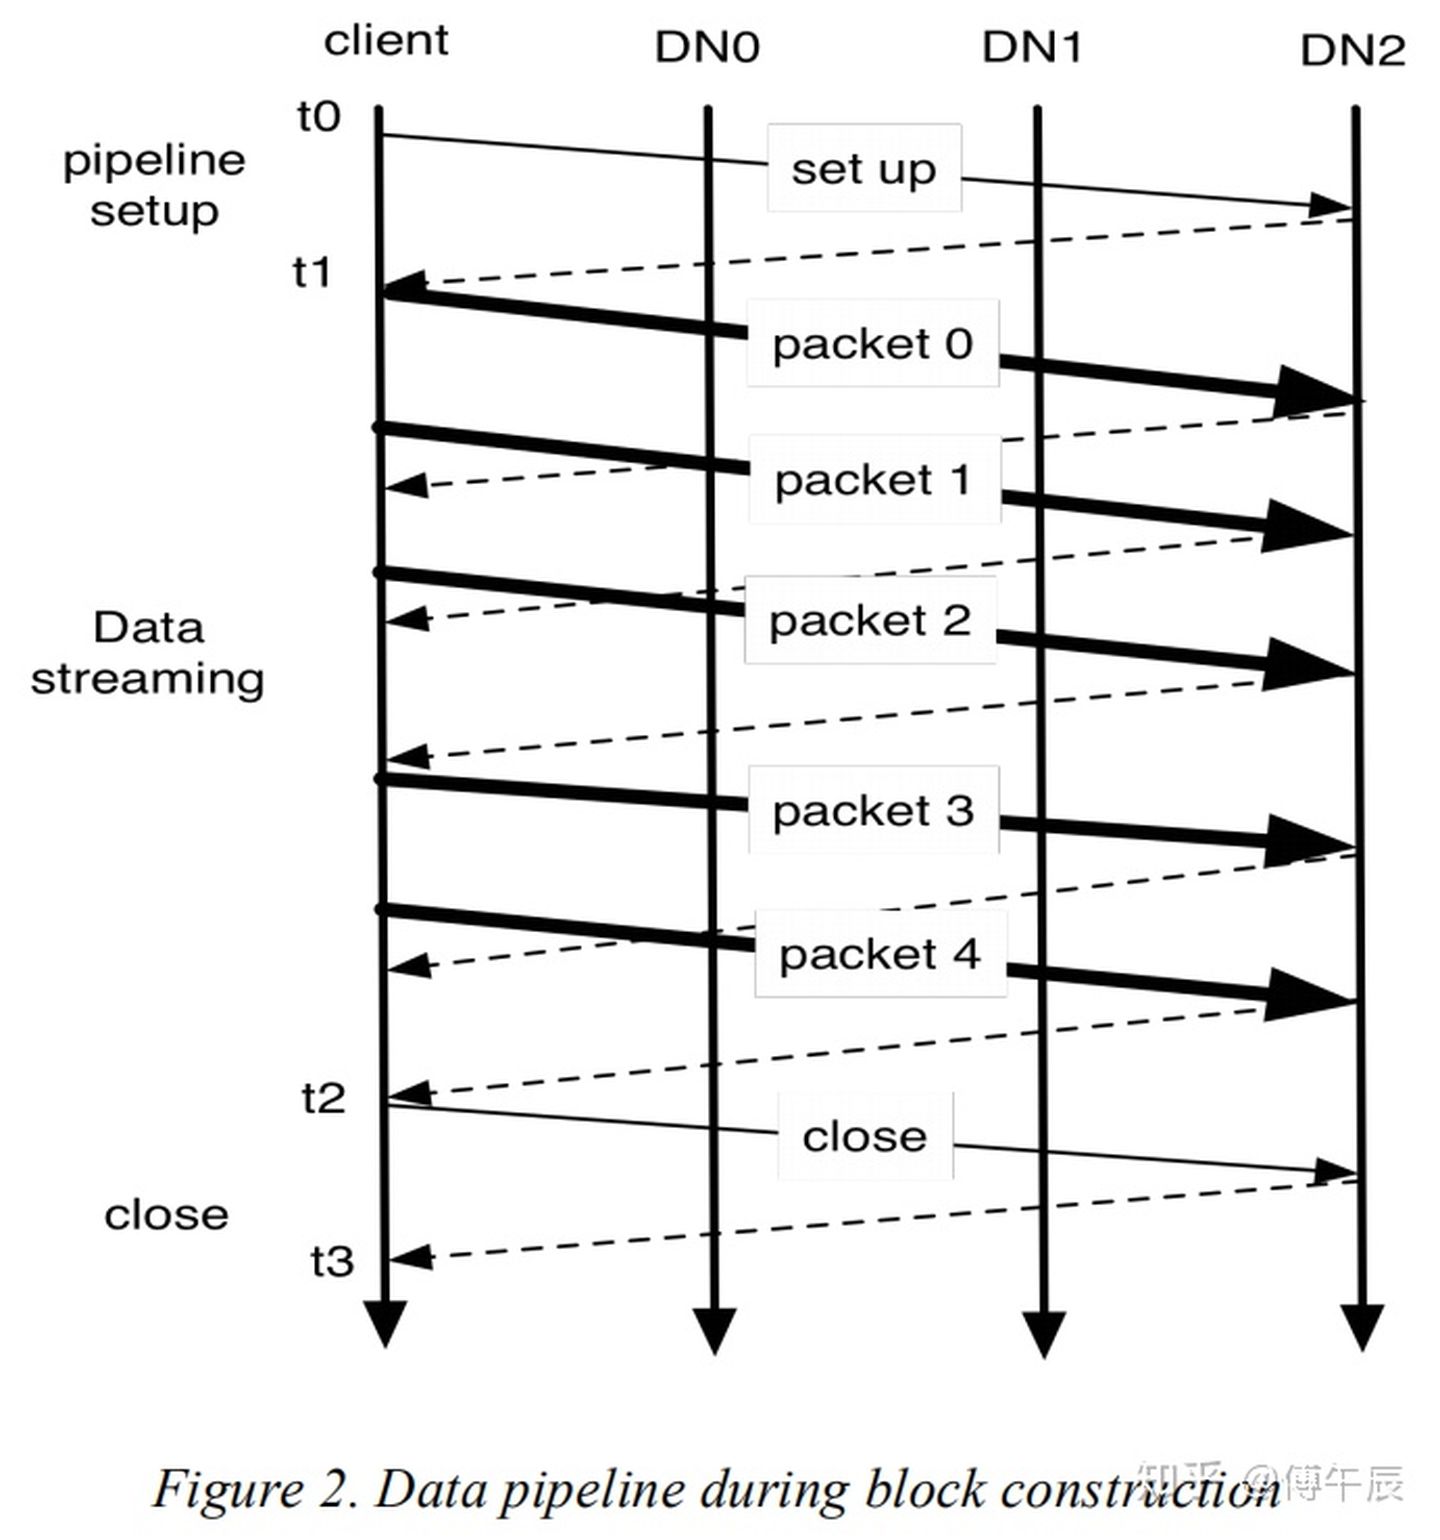 client DN0 DN1 DN2
t0
pipeline
setup
set up
t1
packet 0
packet 1
Data
streaming
packet 2
packet 3
packet 4
t2
close
close
t3
Figure 2. Data pipeline during block construction
知乎 @傅午辰